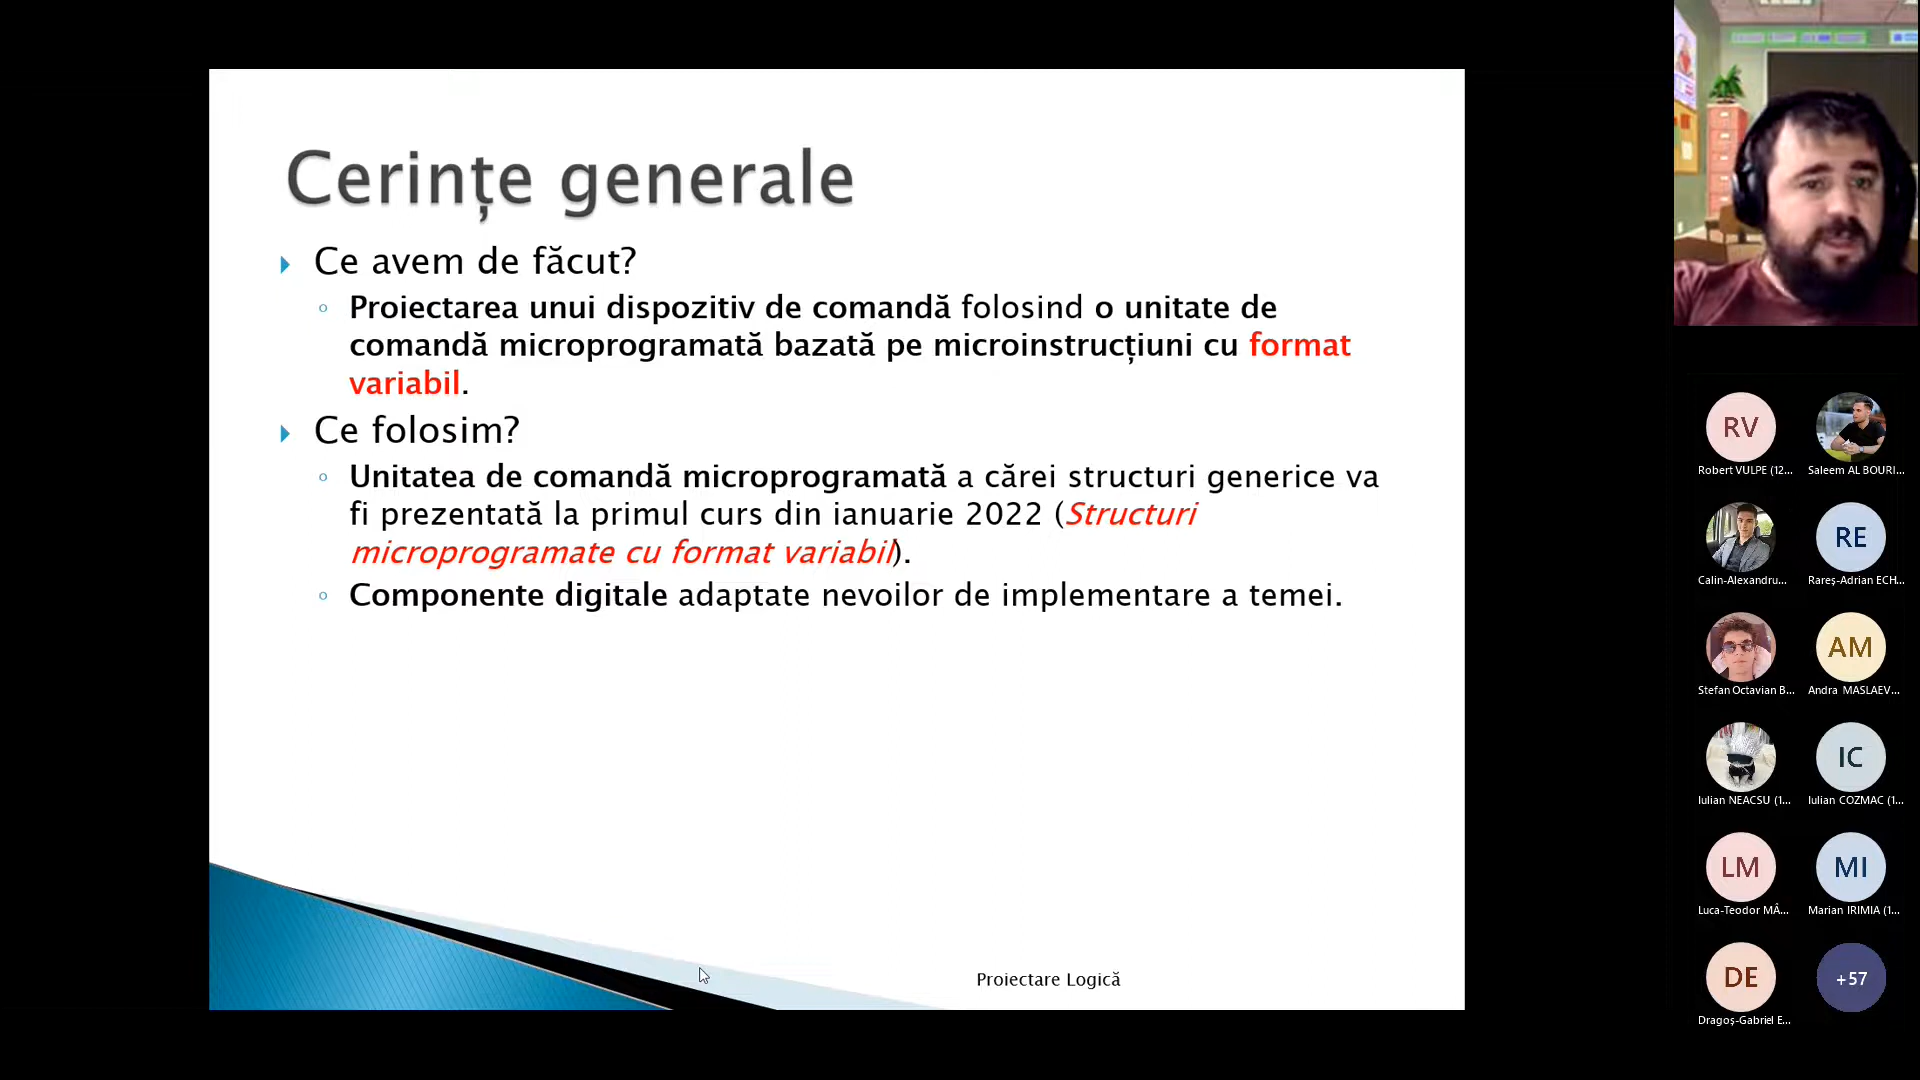 Cerințe generale
Ce avem de făcut?
Proiectarea unui dispozitiv de comandă folosind o unitate de
comandă microprogramată bazată pe microinstrucțiuni cu format
variabil.
Ce folosim?
Unitatea de comandă microprogramată a cărei structuri generice va
fi prezentată la primul curs din ianuarie 2022 (Structuri
microprogramate cu format variabil).
Componente digitale adaptate nevoilor de implementare a temei.
Proiectare Logică
RV
Robert VULPE (12...
Saleem AL BOURI...
RE
Calin-Alexandru...
Rareș-Adrian ECH...
AM
Stefan Octavian B...
Andra MASLAEV...
IC
Iulian NEACSU (1...
Iulian COZMAC (1...
LM
MI
Luca-Teodor MÂ...
Marian IRIMIA (1...
DE
+57
Dragoș-Gabriel E...